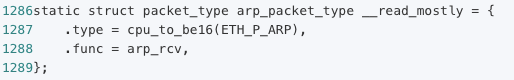 1286static struct packet_type arp_packet_type __read_mostly = {
1287    .type = cpu_to_be16(ETH_P_ARP),
1288    .func = arp_rcv,
1289};